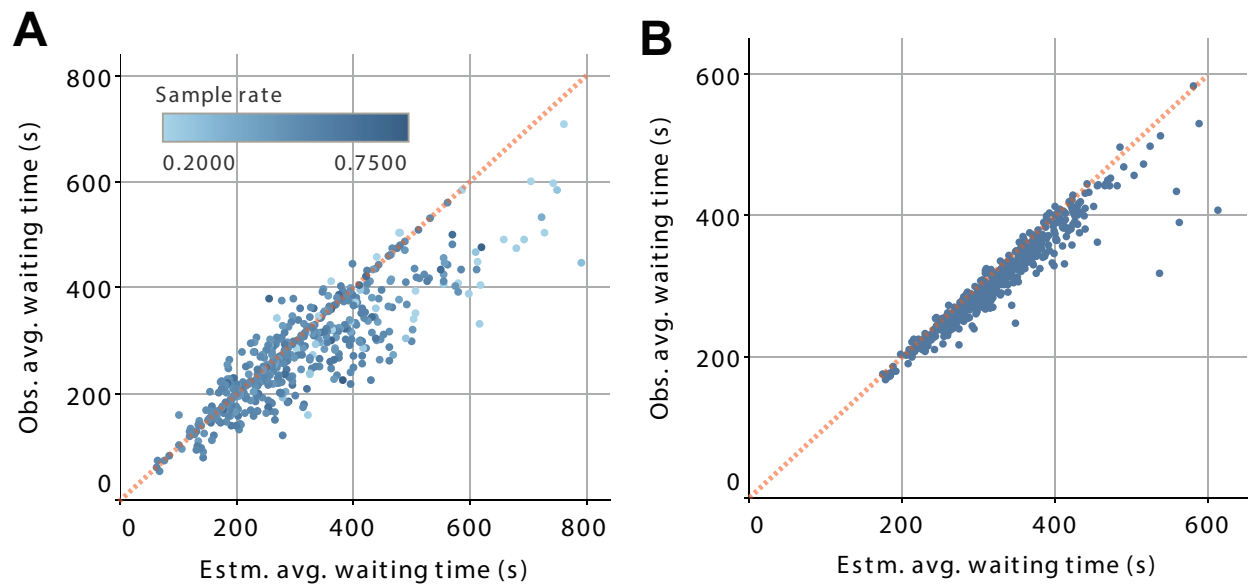 A
Sample rate
0.2000 0.7500
800
600
400
200
0
Obs. avg. waiting time (s)
0 200 400 600 800
Estm. avg. waiting time (s)
B
600
400
200
0
Obs. avg. waiting time (s)
0 200 400 600
Estm. avg. waiting time (s)